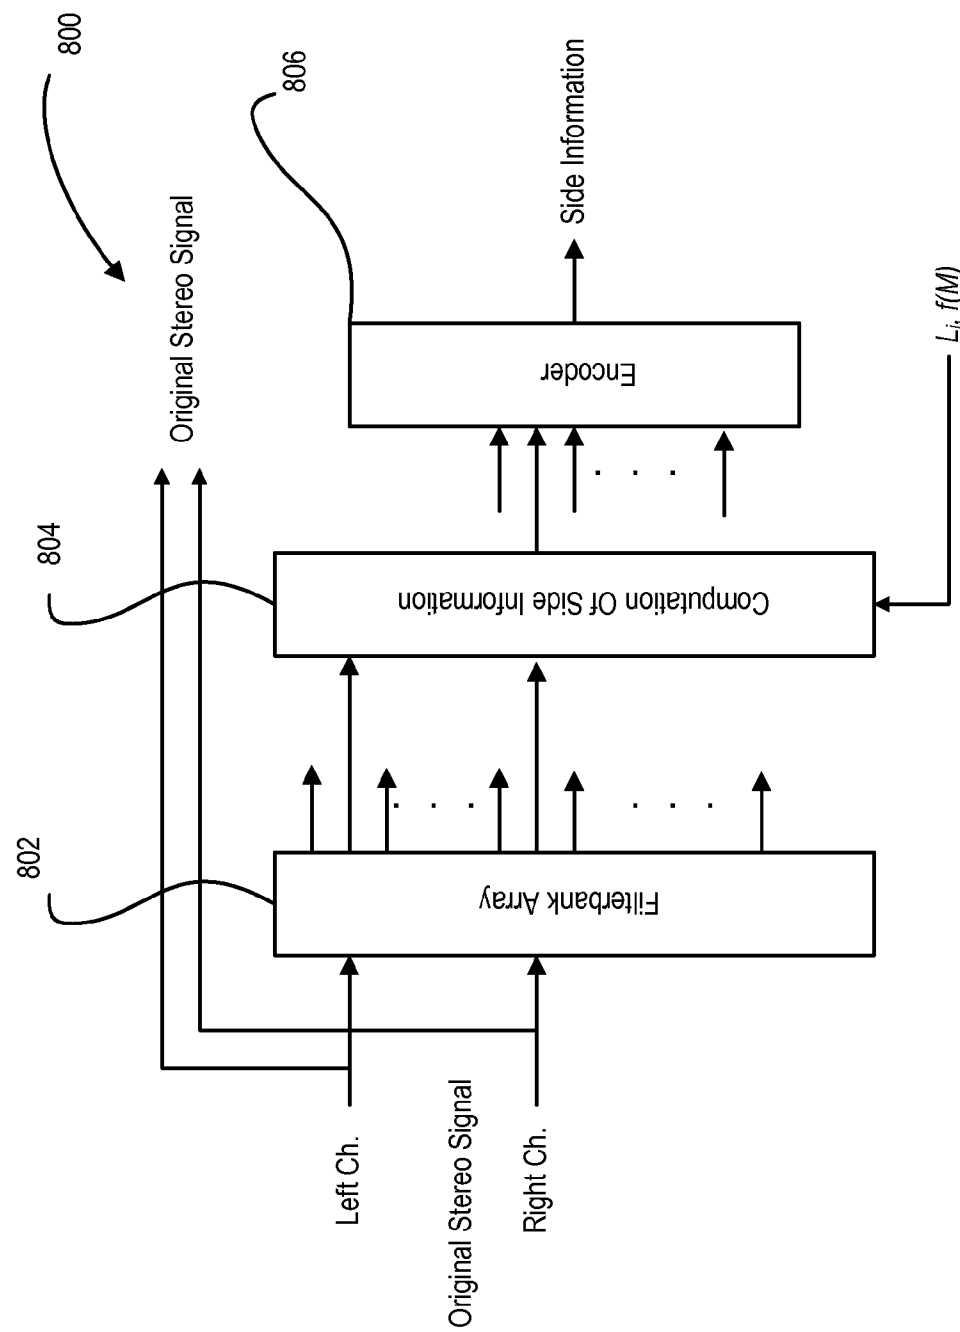 800
Original Stereo Signal
802
804
806
Left Ch.
Original Stereo Signal
Right Ch.
Filterbank Array
. . .
. . .
Computation Of Side Information
. . .
Encoder
Side Information
Li, f(M)